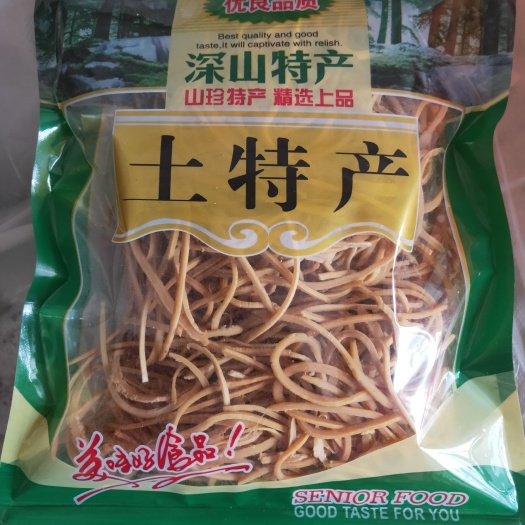 优良品质
Best quality and good
taste,It will captivate with relish.
深山特产
山珍特产 精选上品
土特产
美味好食品！
SENIOR FOOD
GOOD TASTE FOR YOU